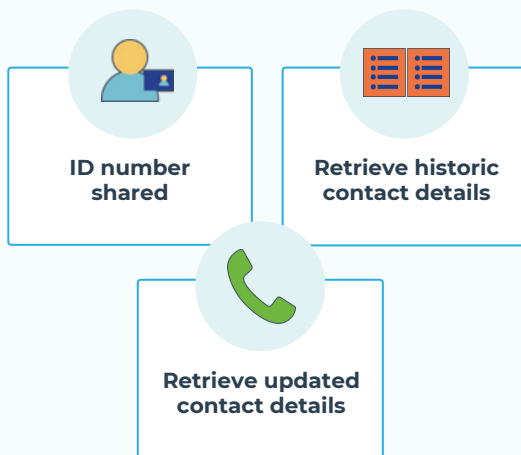 ID number
shared
Retrieve historic
contact details
Retrieve updated
contact details